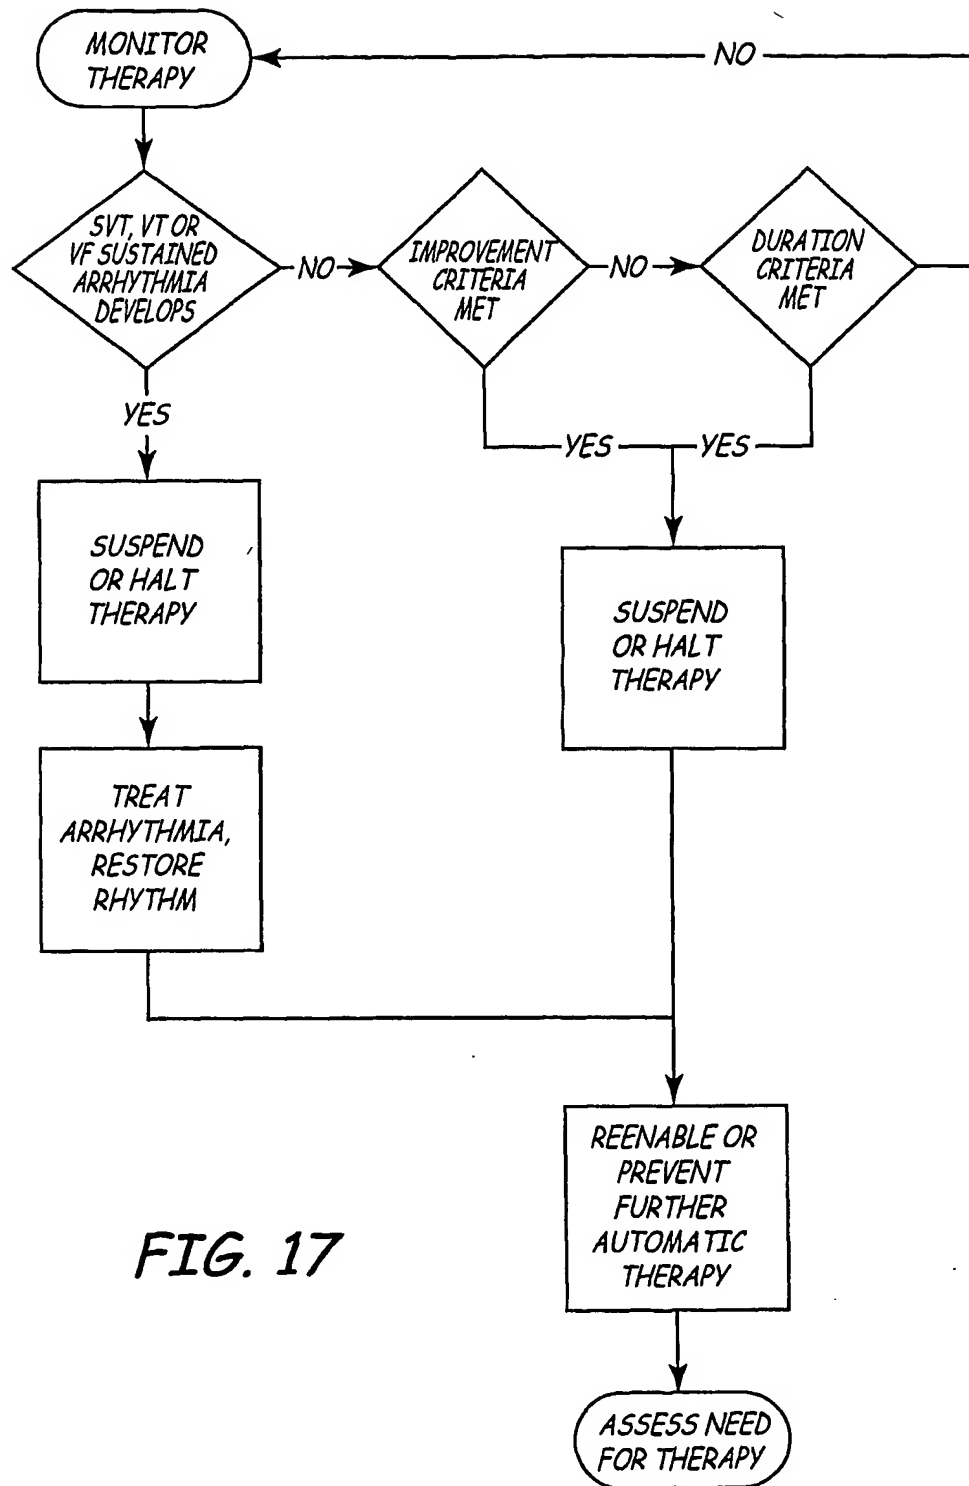 MONITOR
THERAPY
NO
SVT, VT OR
VF SUSTAINED
ARRHYTHMIA
DEVELOPS
NO
IMPROVEMENT
CRITERIA
MET
NO
DURATION
CRITERIA
MET
YES
YES
YES
SUSPEND
OR HALT
THERAPY
SUSPEND
OR HALT
THERAPY
TREAT
ARRHYTHMIA,
RESTORE
RHYTHM
REENABLE OR
PREVENT
FURTHER
AUTOMATIC
THERAPY
FIG. 17
ASSESS NEED
FOR THERAPY